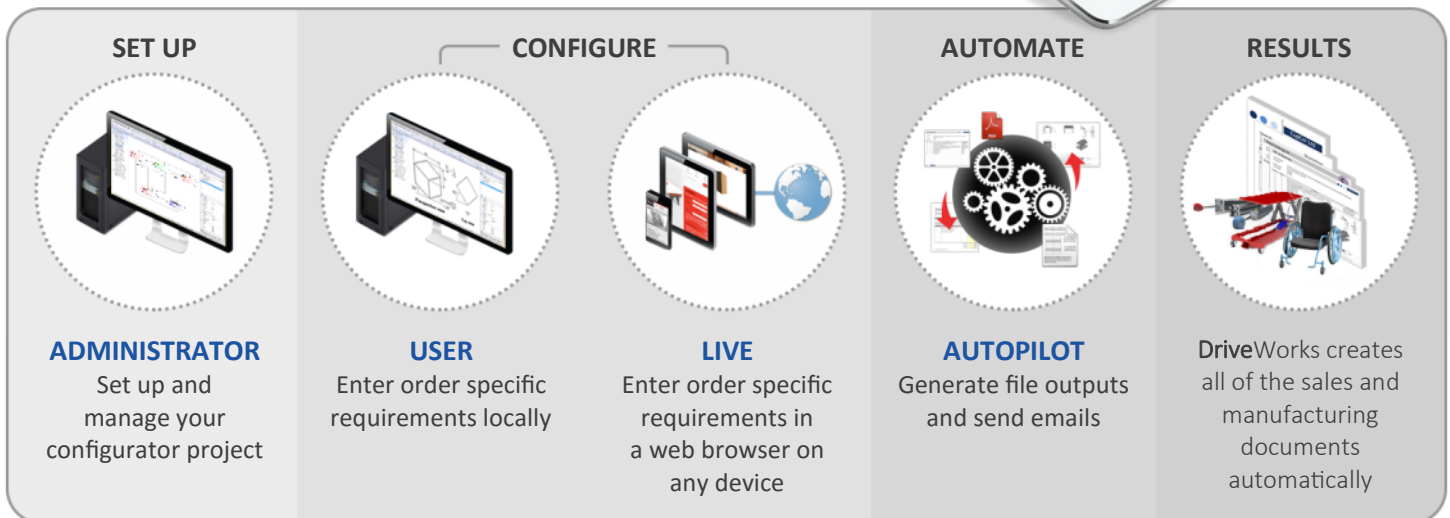 SET UP
CONFIGURE
AUTOMATE
RESULTS
PDF
ADMINISTRATOR
Set up and
manage your
configurator project
USER
Enter order specific
requirements locally
LIVE
Enter order specific
requirements in
a web browser on
any device
AUTOPILOT
Generate file outputs
and send emails
DriveWorks creates
all of the sales and
manufacturing
documents
automatically